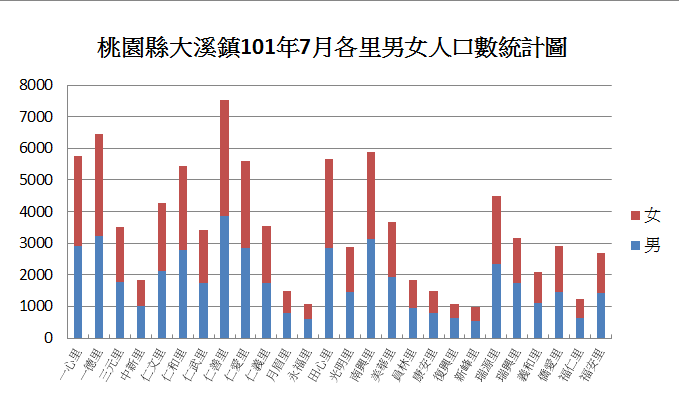 桃園縣大溪鎮101年7月各里男女人口數統計圖
8000
7000
6000
5000
4000
3000
2000
1000
0
女
男
一心里
一德里
三元里
中新里
仁文里
仁和里
仁武里
仁善里
仁愛里
仁義里
月眉里
永福里
田心里
光明里
南興里
美華里
員林里
康安里
復興里
新峰里
瑞源里
瑞興里
義和里
僑愛里
福仁里
福安里